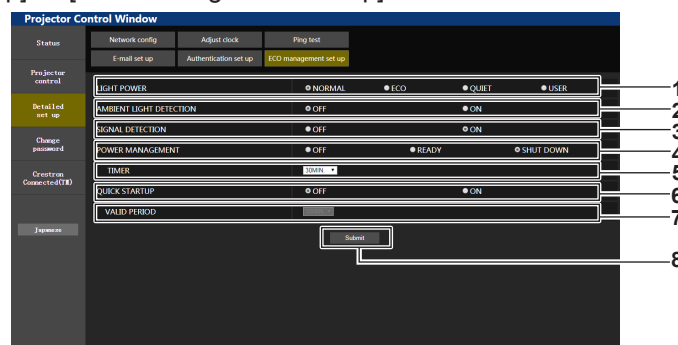 Projector Control Window
Status
Network config
Adjust clock
Ping test
E-mail set up
Authentication set up
ECO management set up
Projector
control
Detailed
set up
Change
password
Crestron
Connected(TM)
Japanese
LIGHT POWER NORMAL ECO QUIET USER 1
AMBIENT LIGHT DETECTION OFF ON 2
SIGNAL DETECTION OFF ON 3
POWER MANAGEMENT OFF READY SHUT DOWN 4
TIMER 30MIN. 5
QUICK STARTUP OFF ON 6
VALID PERIOD 7
Submit 8